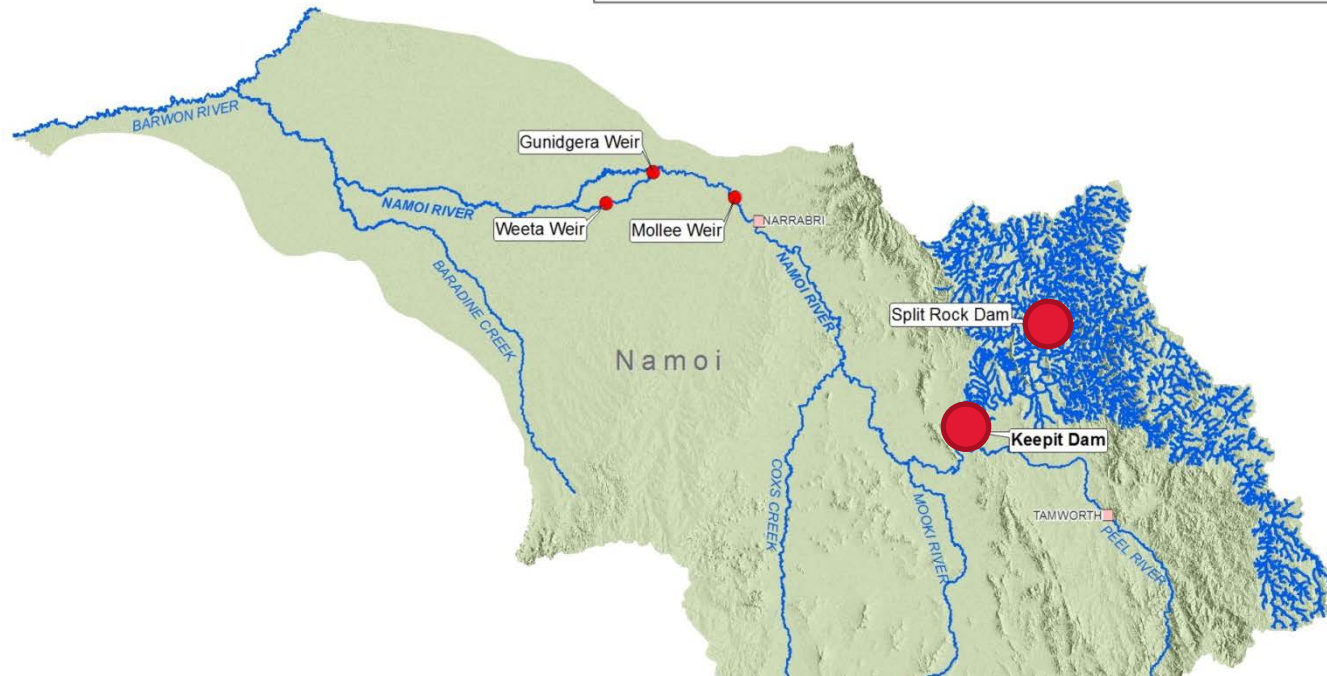 BARWON RIVER
Gunidgera Weir
NAMOI RIVER
Weeta Weir
Mollee Weir
NARRABRI
BARADINE CREEK
NAMOI RIVER
Split Rock Dam
Namoi
Keepit Dam
COXS CREEK
MOOKI RIVER
TAMWORTH
PEEL RIVER